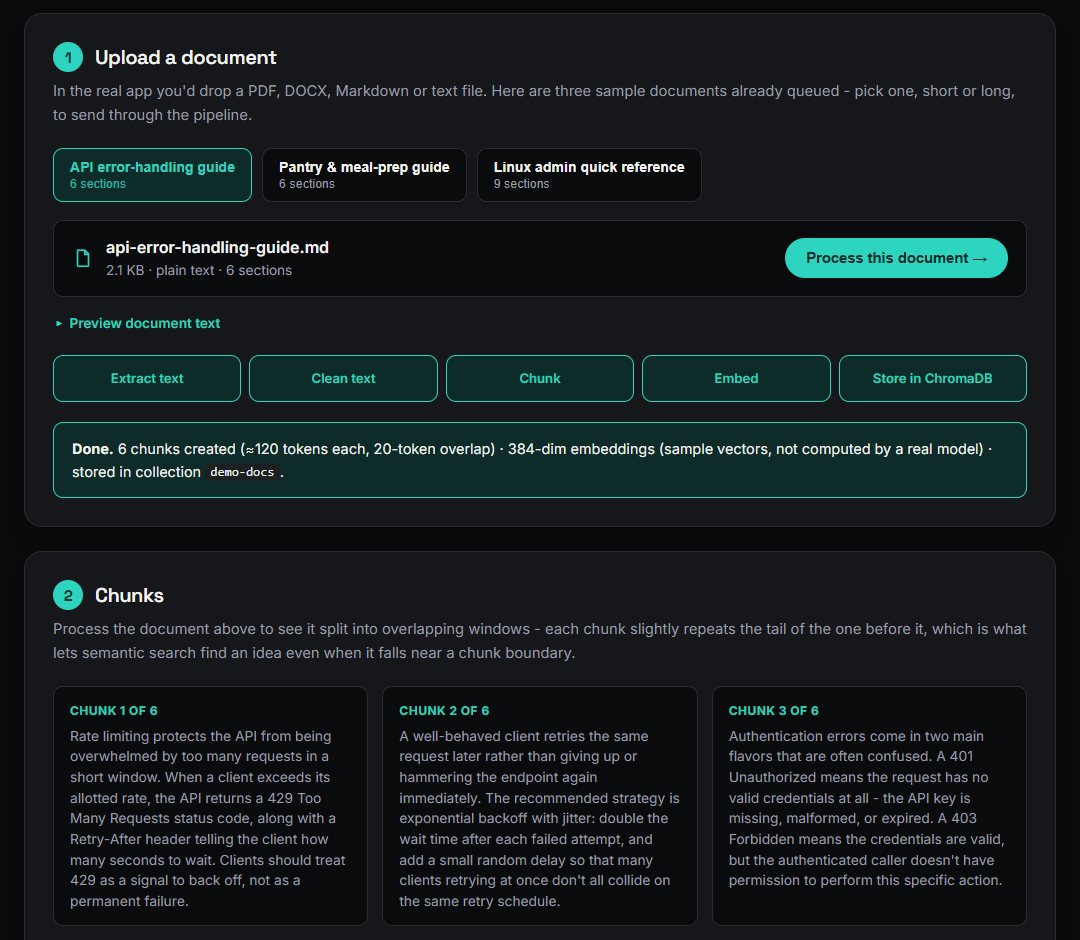 1 Upload a document
In the real app you'd drop a PDF, DOCX, Markdown or text file. Here are three sample documents already queued - pick one, short or long,
to send through the pipeline.
API error-handling guide
6 sections
Pantry & meal-prep guide
6 sections
Linux admin quick reference
9 sections
api-error-handling-guide.md
2.1 KB · plain text · 6 sections
Process this document →
▸ Preview document text
Extract text
Clean text
Chunk
Embed
Store in ChromaDB
Done. 6 chunks created (≈120 tokens each, 20-token overlap) · 384-dim embeddings (sample vectors, not computed by a real model) ·
stored in collection demo-docs .
2 Chunks
Process the document above to see it split into overlapping windows - each chunk slightly repeats the tail of the one before it, which is what
lets semantic search find an idea even when it falls near a chunk boundary.
CHUNK 1 OF 6
Rate limiting protects the API from being
overwhelmed by too many requests in a
short window. When a client exceeds its
allotted rate, the API returns a 429 Too
Many Requests status code, along with a
Retry-After header telling the client how
many seconds to wait. Clients should treat
429 as a signal to back off, not as a
permanent failure.
CHUNK 2 OF 6
A well-behaved client retries the same
request later rather than giving up or
hammering the endpoint again
immediately. The recommended strategy is
exponential backoff with jitter: double the
wait time after each failed attempt, and
add a small random delay so that many
clients retrying at once don't all collide on
the same retry schedule.
CHUNK 3 OF 6
Authentication errors come in two main
flavors that are often confused. A 401
Unauthorized means the request has no
valid credentials at all - the API key is
missing, malformed, or expired. A 403
Forbidden means the credentials are valid,
but the authenticated caller doesn't have
permission to perform this specific action.